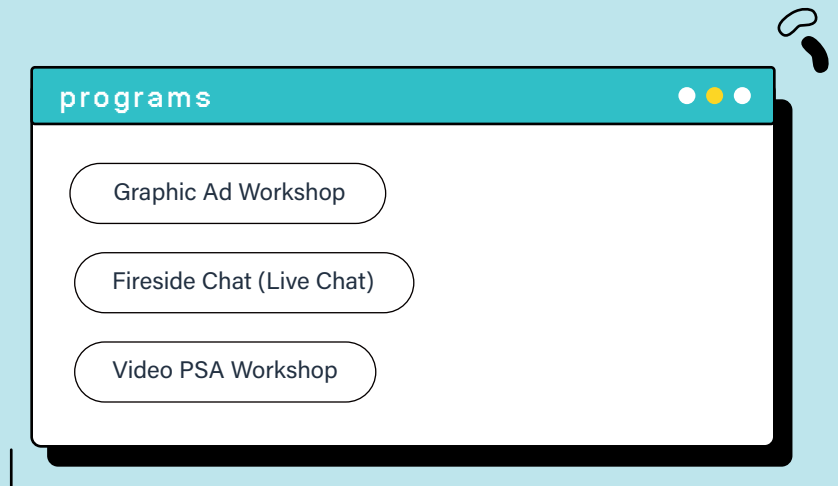 programs
Graphic Ad Workshop
Fireside Chat (Live Chat)
Video PSA Workshop